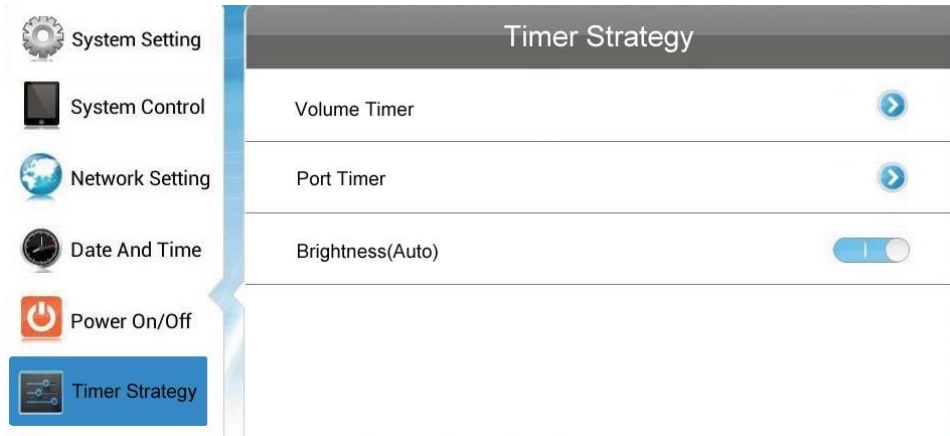 System Setting
System Control
Network Setting
Date And Time
Power On/Off
Timer Strategy
Timer Strategy
Volume Timer
Port Timer
Brightness(Auto)